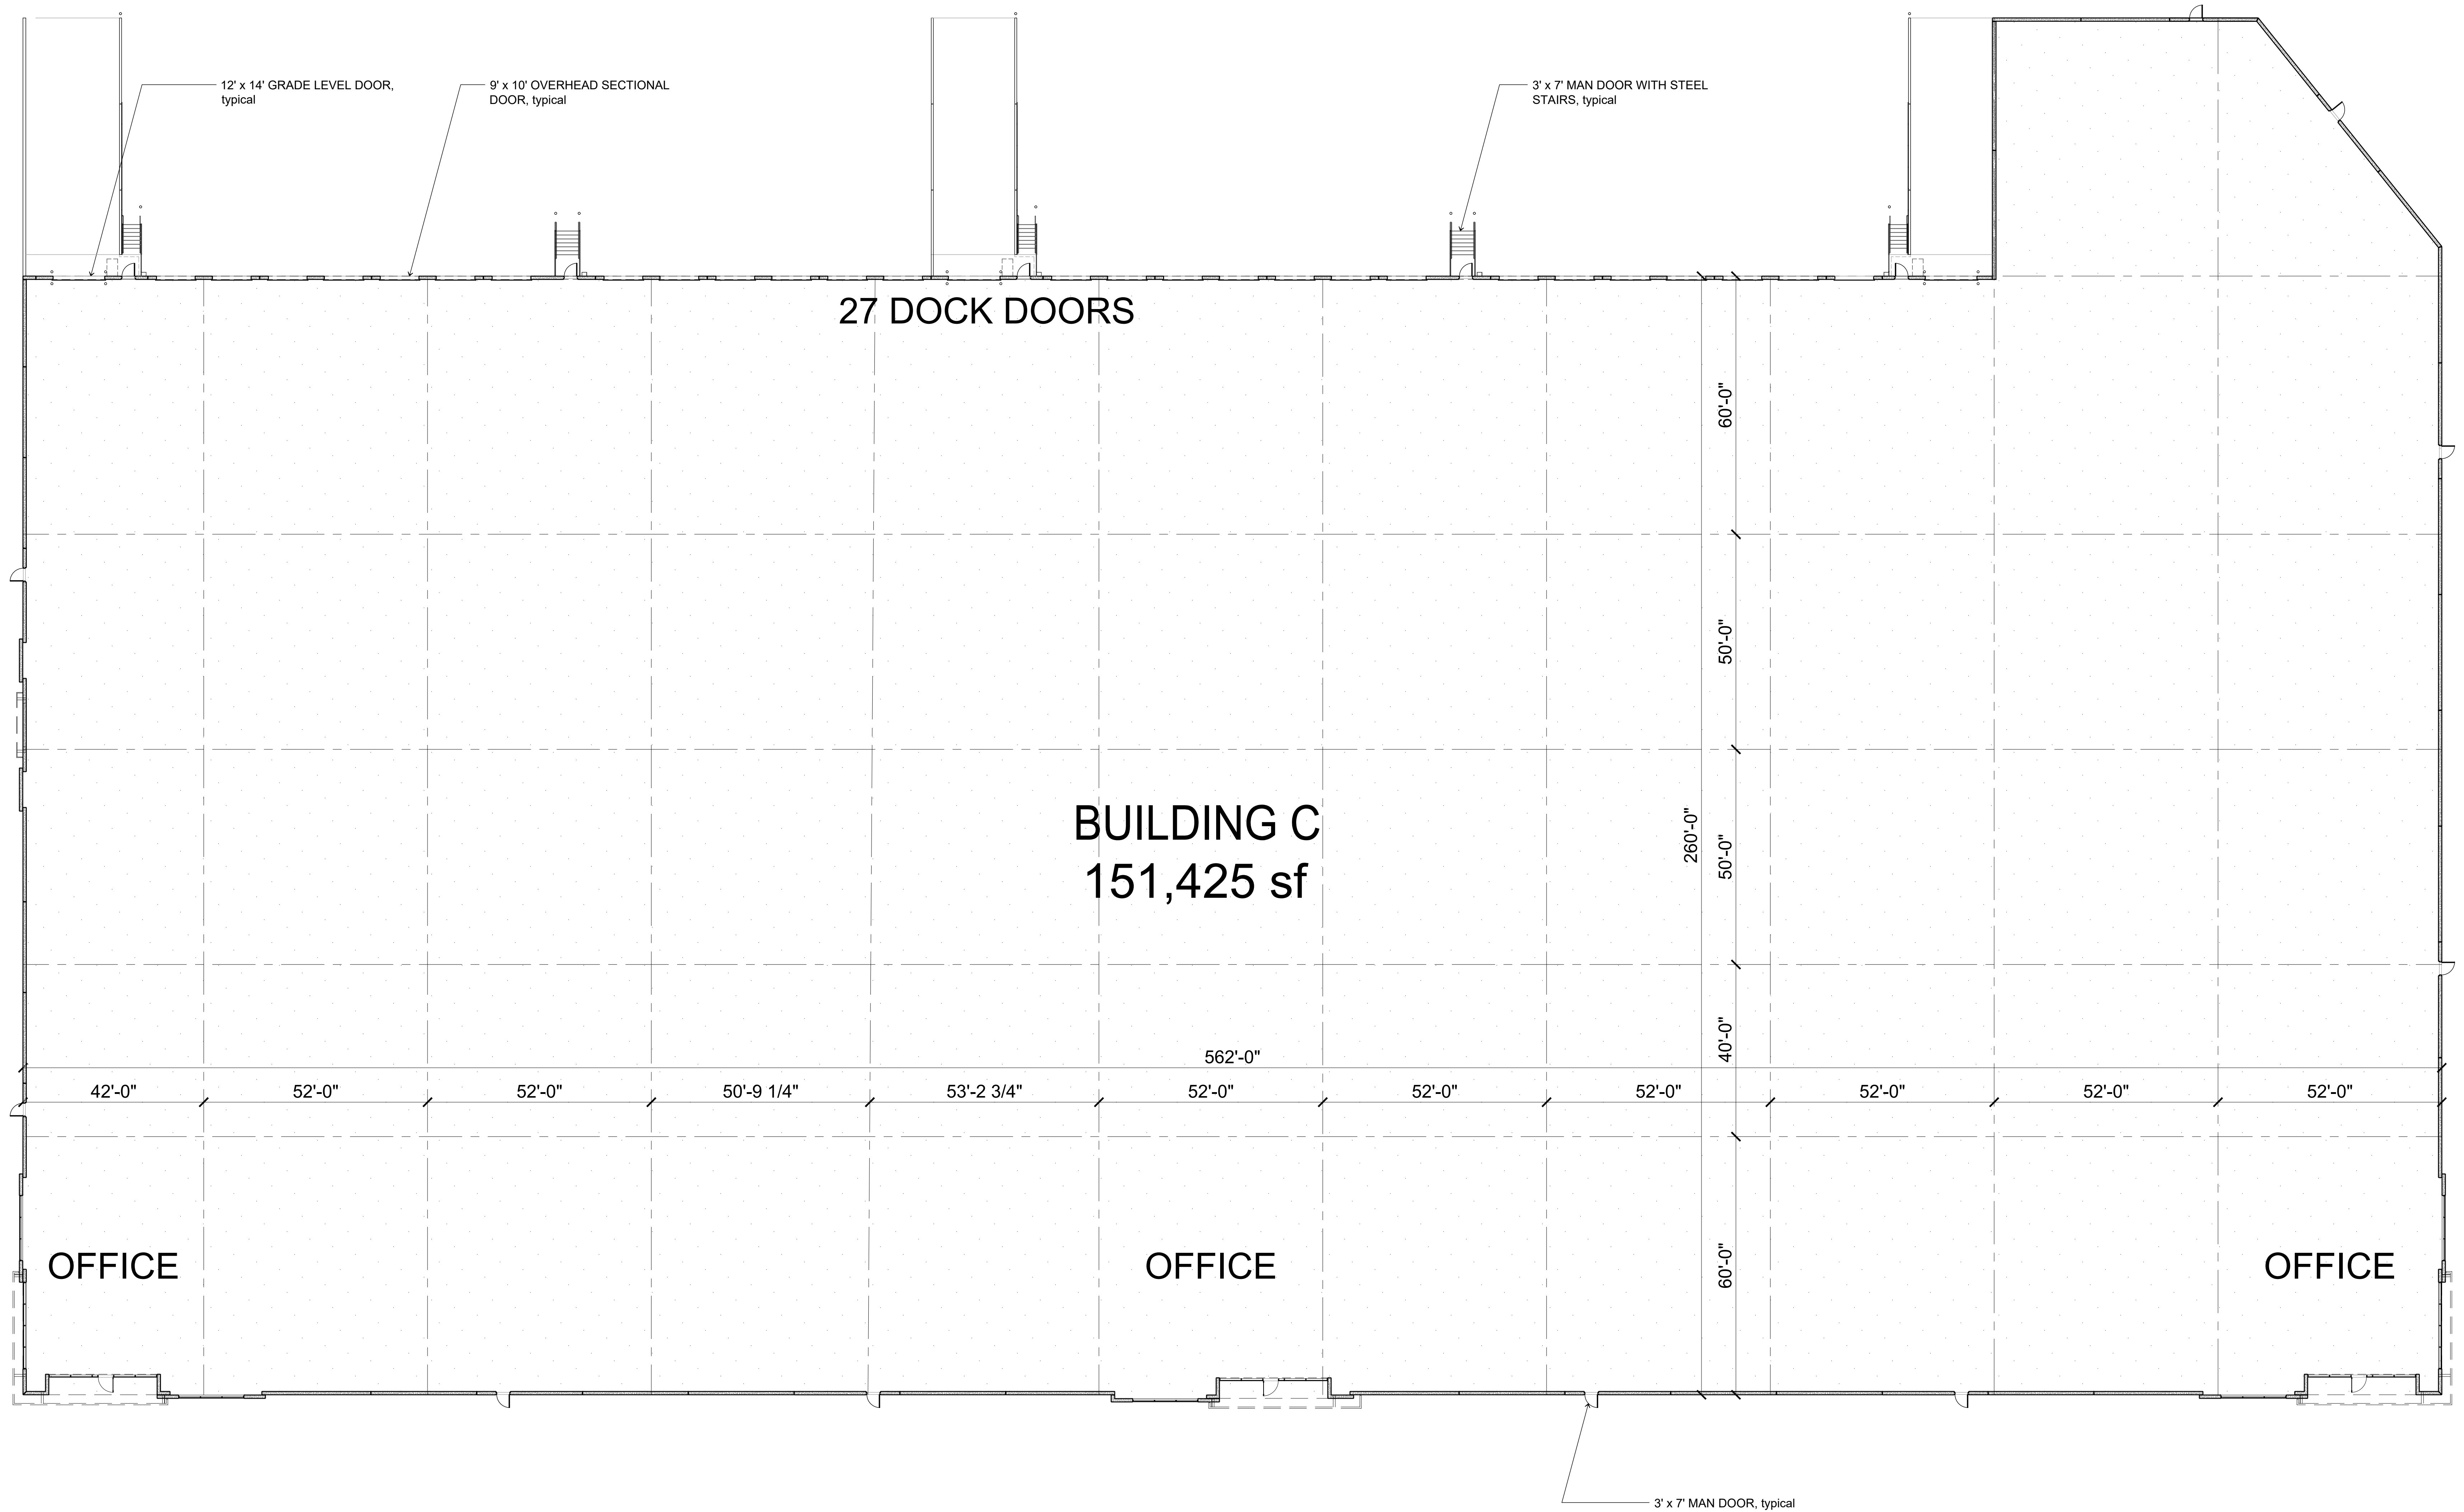 12' x 14' GRADE LEVEL DOOR,
typical
9' x 10' OVERHEAD SECTIONAL
DOOR, typical
3' x 7' MAN DOOR WITH STEEL
STAIRS, typical
27 DOCK DOORS
60'-0"
50'-0"
BUILDING C
151,425 sf
260'-0"
50'-0"
40'-0"
562'-0"
42'-0"
52'-0"
52'-0"
50'-9 1/4"
53'-2 3/4"
52'-0"
52'-0"
52'-0"
52'-0"
52'-0"
52'-0"
60'-0"
OFFICE
OFFICE
OFFICE
3' x 7' MAN DOOR, typical